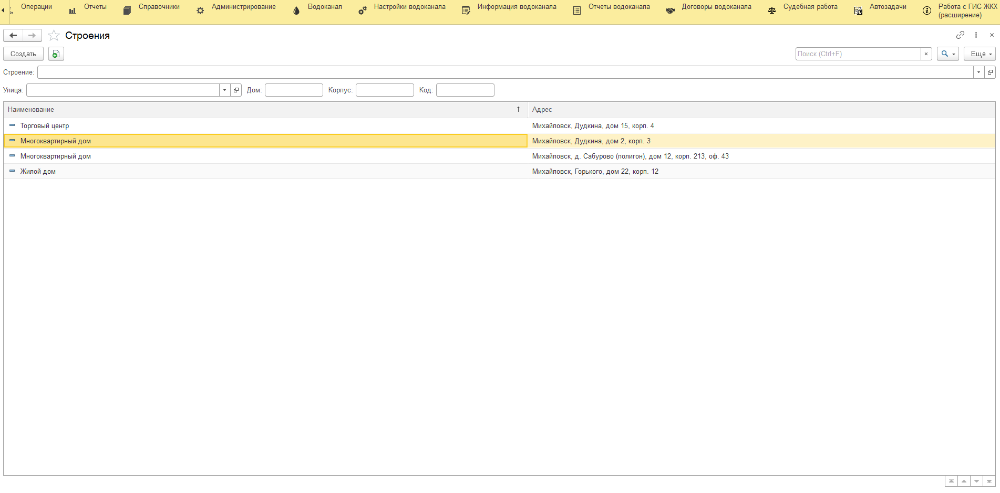 Операции
Отчеты
Справочники
Администрирование
Водоканал
Настройки водоканала
Информация водоканала
Отчеты водоканала
Договоры водоканала
Судебная работа
Автозадачи
Работа с ГИС ЖКХ
(расширение)
Строения
Создать
Поиск (Ctrl+F)
Еще
Строение:
Улица:
Дом:
Корпус:
Код:
Наименование
Адрес
Торговый центр
Михайловск, Дудкина, дом 15, корп. 4
Многоквартирный дом
Михайловск, Дудкина, дом 2, корп. 3
Многоквартирный дом
Михайловск, д. Сабурово (полигон), дом 12, корп. 213, оф. 43
Жилой дом
Михайловск, Горького, дом 22, корп. 12